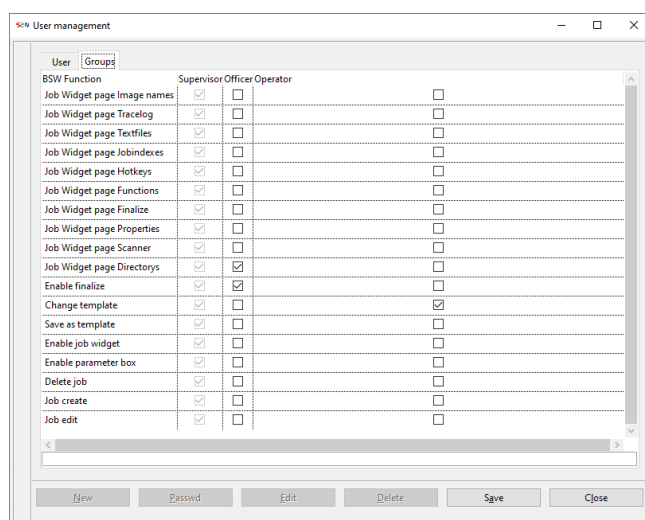 User management
User Groups
BSW Function Supervisor Officer Operator
Job Widget page Image names
Job Widget page Tracelog
Job Widget page Textfiles
Job Widget page Jobindexes
Job Widget page Hotkeys
Job Widget page Functions
Job Widget page Finalize
Job Widget page Properties
Job Widget page Scanner
Job Widget page Directorys
Enable finalize
Change template
Save as template
Enable job widget
Enable parameter box
Delete job
Job create
Job edit
New Passwd Edit Delete Save Close